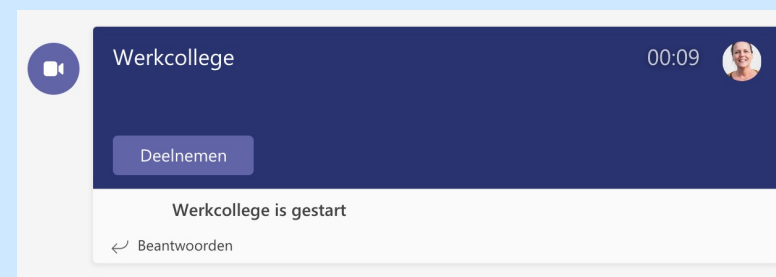 Werkcollege 00:09
Deelnemen
Werkcollege is gestart
Beantwoorden